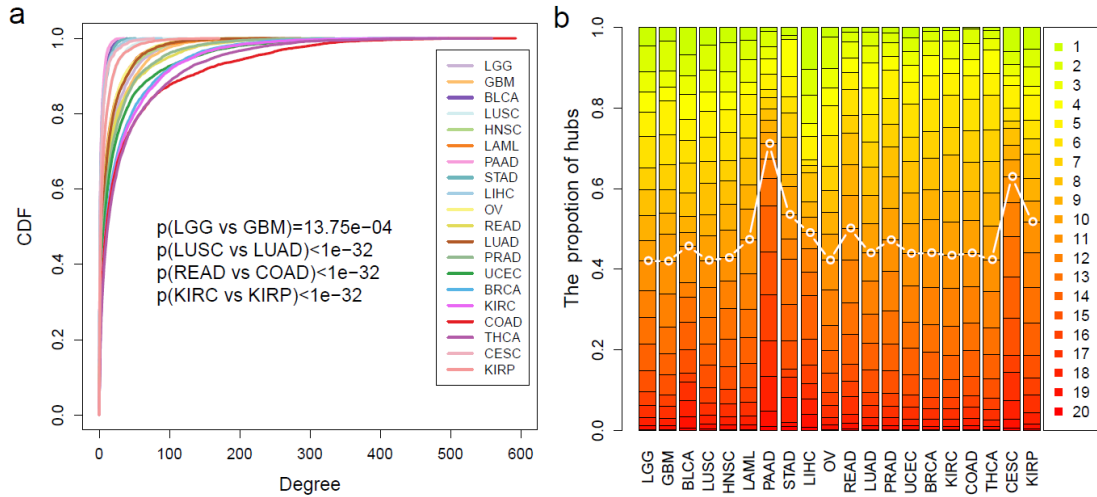 a
CDF
0.0
0.2
0.4
0.6
0.8
1.0
p(LGG vs GBM)=13.75e−04
p(LUSC vs LUAD)<1e−32
p(READ vs COAD)<1e−32
p(KIRC vs KIRP)<1e−32
LGG
GBM
BLCA
LUSC
HNSC
LAML
PAAD
STAD
LIHC
OV
READ
LUAD
PRAD
UCEC
BRCA
KIRC
COAD
THCA
CESC
KIRP
0 100 200 300 400 500 600
Degree
b
The propotion of hubs
0.0
0.2
0.4
0.6
0.8
1.0
LGG
GBM
BLCA
LUSC
HNSC
LAML
PAAD
STAD
LIHC
OV
READ
LUAD
PRAD
UCEC
BRCA
KIRC
COAD
THCA
CESC
KIRP
1
2
3
4
5
6
7
8
9
10
11
12
13
14
15
16
17
18
19
20